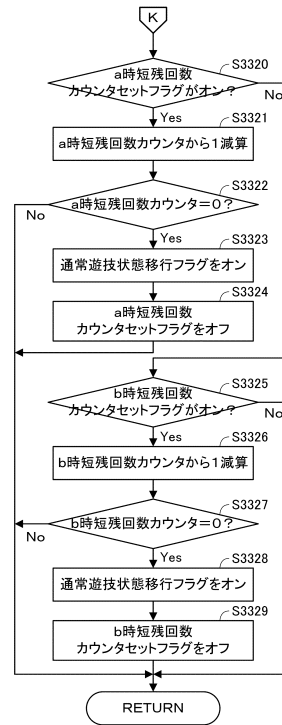 K
S3320
a時短残回数
カウンタセットフラグがオン?
No
Yes
S3321
a時短残回数カウンタから1減算
S3322
a時短残回数カウンタ=0?
No
Yes
S3323
通常遊技状態移行フラグをオン
S3324
a時短残回数
カウンタセットフラグをオフ
S3325
b時短残回数
カウンタセットフラグがオン?
No
Yes
S3326
b時短残回数カウンタから1減算
S3327
b時短残回数カウンタ=0?
No
Yes
S3328
通常遊技状態移行フラグをオン
S3329
b時短残回数
カウンタセットフラグをオフ
RETURN